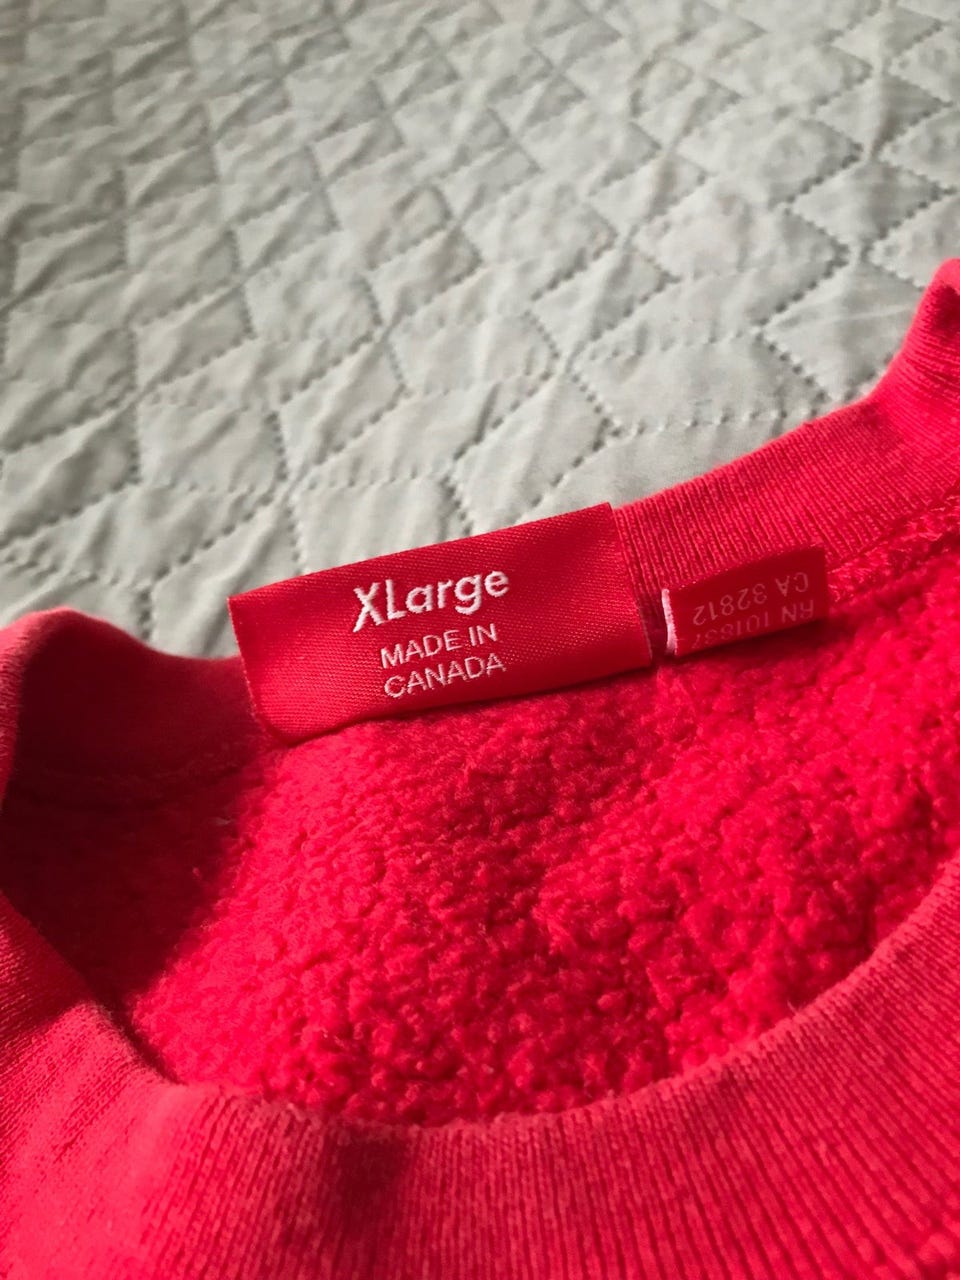 XLarge
MADE IN
CANADA
RN 101837
CA 32812